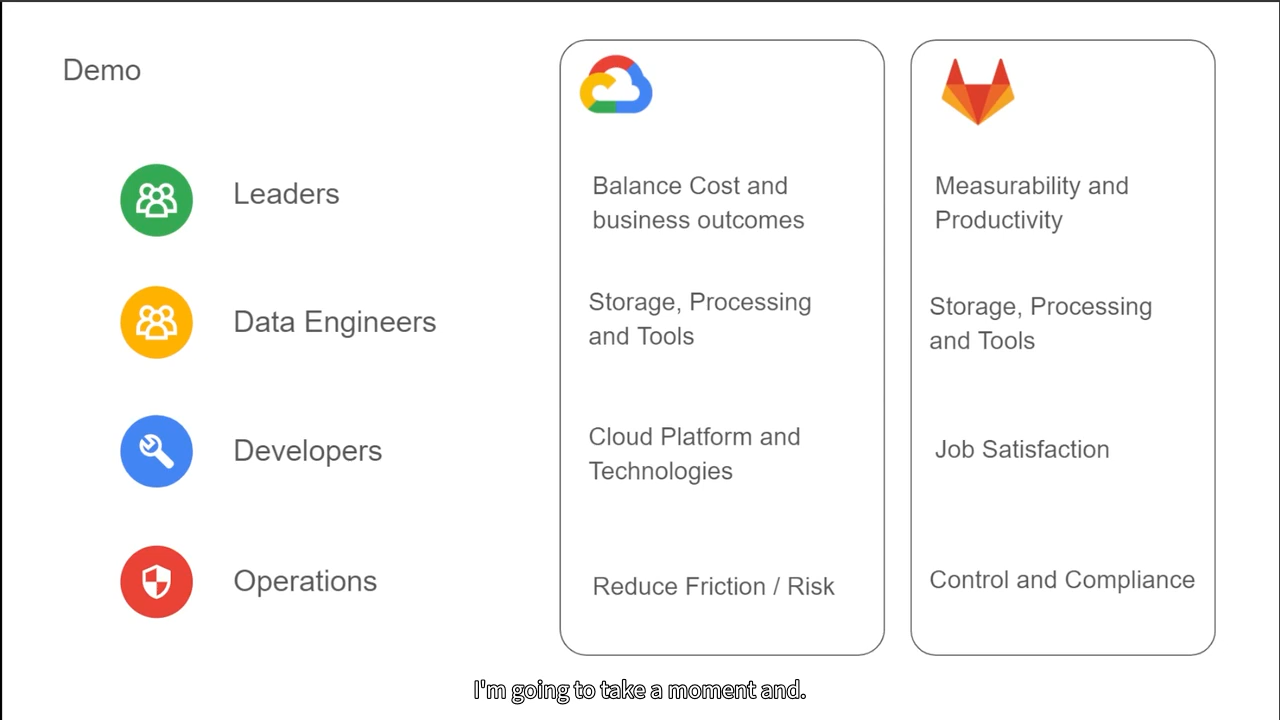 Demo
Leaders
Balance Cost and
business outcomes
Measurability and
Productivity
Data Engineers
Storage, Processing
and Tools
Storage, Processing
and Tools
Developers
Cloud Platform and
Technologies
Job Satisfaction
Operations
Reduce Friction / Risk
Control and Compliance
I'm going to take a moment and.